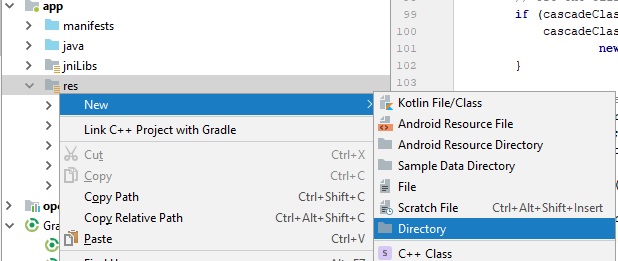 app
manifests
java
jniLibs
res
New
Link C++ Project with Gradle
Cut Ctrl+X
Copy Ctrl+C
Copy Path Ctrl+Shift+C
Copy Relative Path Ctrl+Alt+Shift+C
Paste Ctrl+V
Kotlin File/Class
Android Resource File
Android Resource Directory
Sample Data Directory
File
Scratch File Ctrl+Alt+Shift+Insert
Directory
C++ Class
99 if (cascadeClas
100 cascadeClas
101 new
102 }
103
ope
Gra